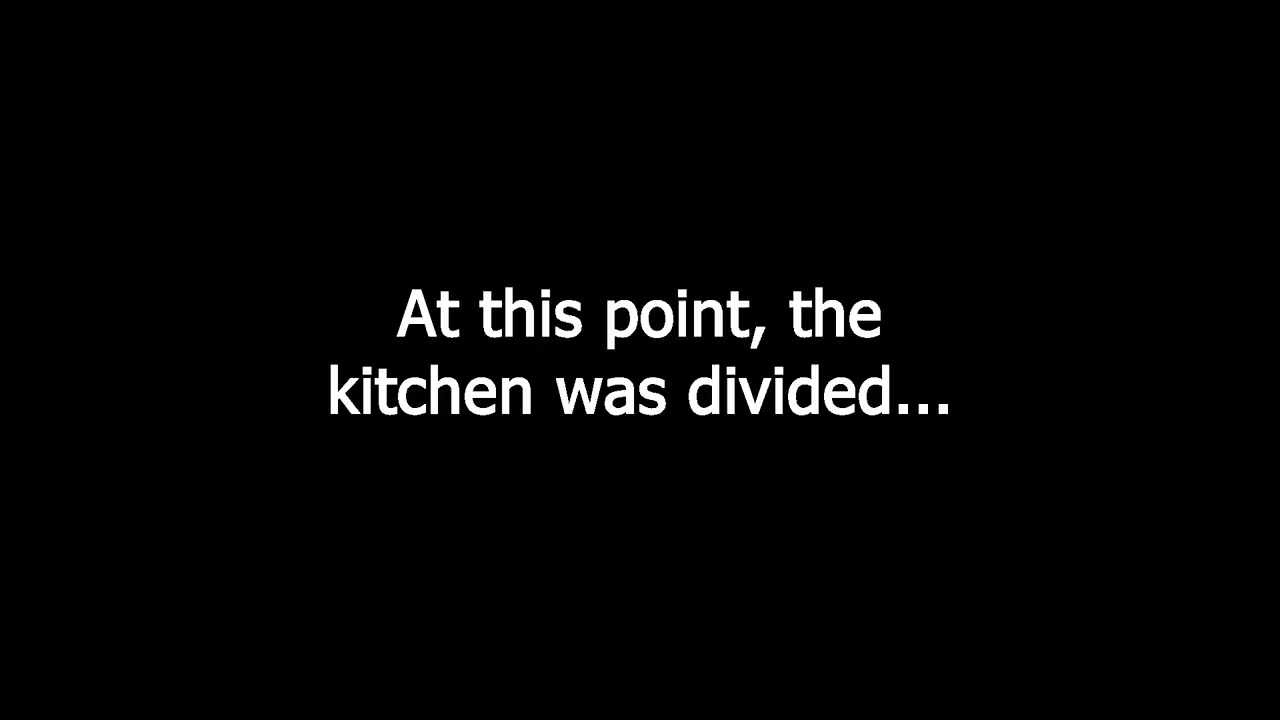 At this point, the
kitchen was divided...